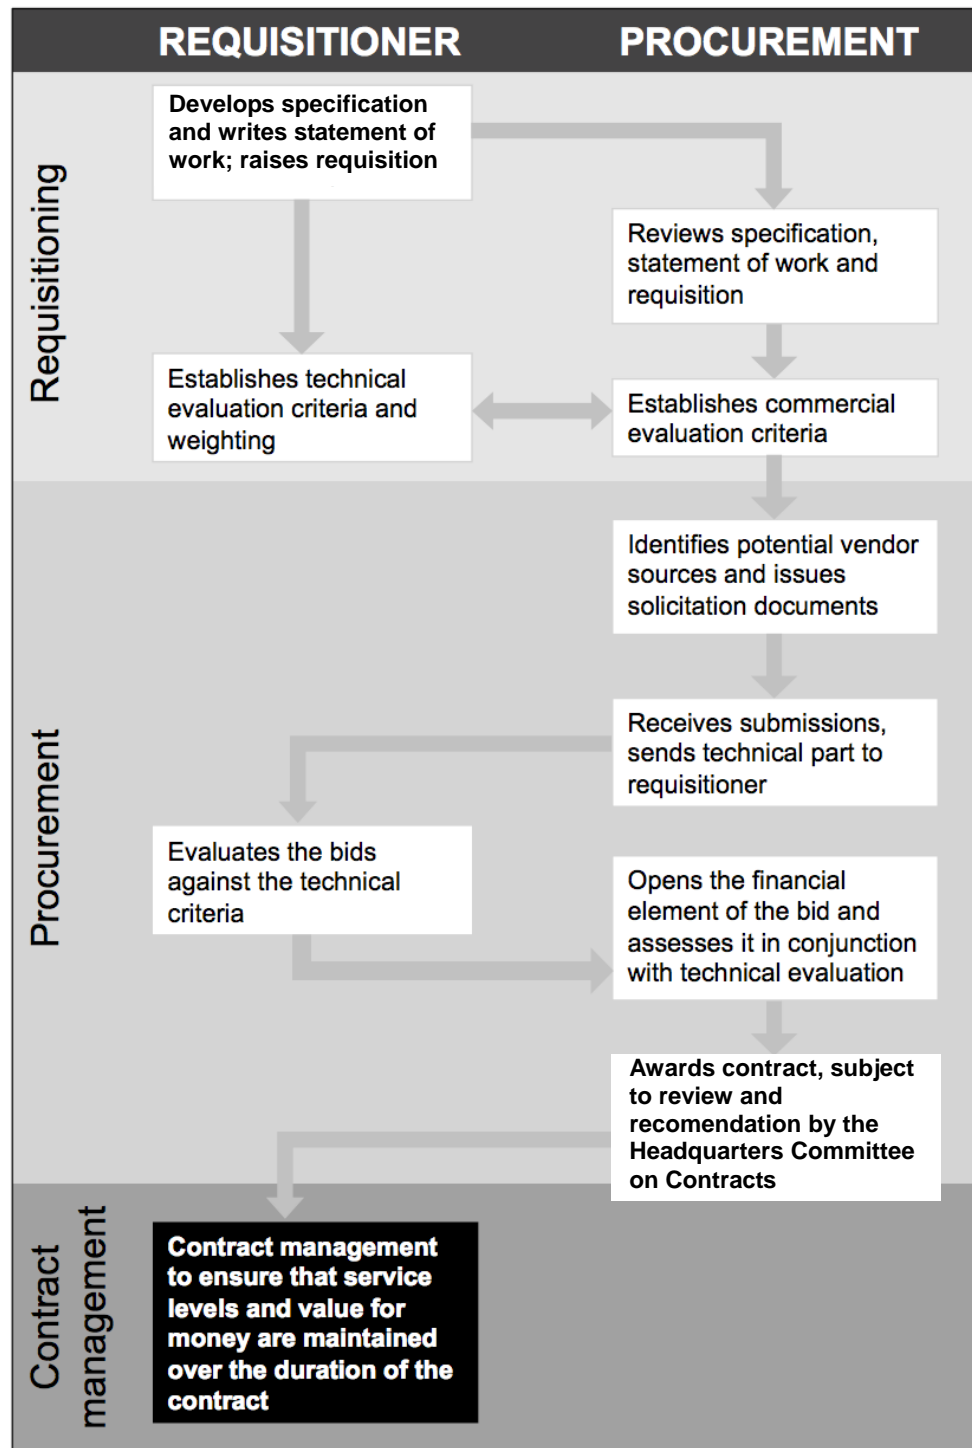 REQUISITIONER
PROCUREMENT
Requisitioning
Develops specification
and writes statement of
work; raises requisition
Reviews specification,
statement of work and
requisition
Establishes technical
evaluation criteria and
weighting
Establishes commercial
evaluation criteria
Procurement
Identifies potential vendor
sources and issues
solicitation documents
Receives submissions,
sends technical part to
requisitioner
Evaluates the bids
against the technical
criteria
Opens the financial
element of the bid and
assesses it in conjunction
with technical evaluation
Awards contract, subject
to review and
recomendation by the
Headquarters Committee
on Contracts
Contract
management
Contract management
to ensure that service
levels and value for
money are maintained
over the duration of the
contract